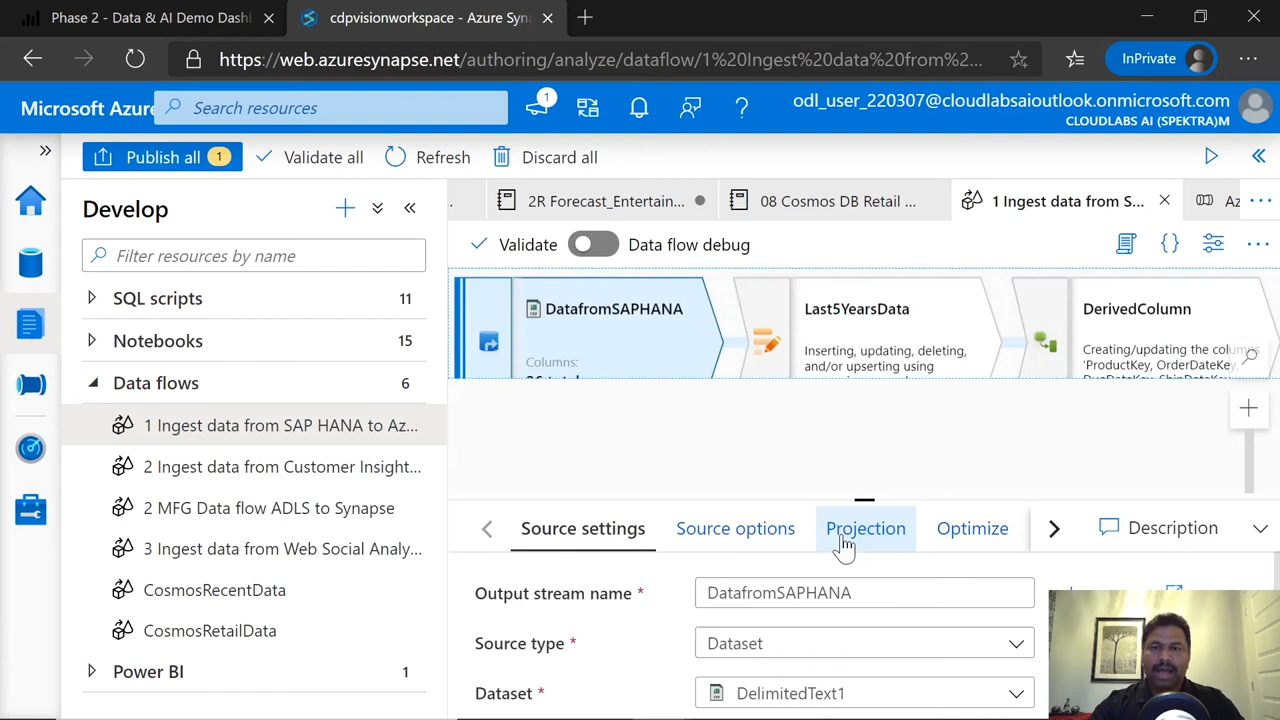 Phase 2 - Data & AI Demo Dashl
cdpvisionworkspace - Azure Syn
https://web.azuresynapse.net/authoring/analyze/dataflow/1%20Ingest%20data%20from%2...
InPrivate
Microsoft Azure
Search resources
1
odl_user_220307@cloudlabsaioutlook.onmicrosoft.com
CLOUDLABS AI (SPEKTRA)M
Publish all 1
Validate all
Refresh
Discard all
Develop
2R Forecast_Entertain...
08 Cosmos DB Retail ...
1 Ingest data from S...
Az
Filter resources by name
Validate
Data flow debug
SQL scripts 11
Notebooks 15
Data flows 6
1 Ingest data from SAP HANA to Az...
2 Ingest data from Customer Insight...
2 MFG Data flow ADLS to Synapse
3 Ingest data from Web Social Analy...
CosmosRecentData
CosmosRetailData
Power BI 1
DatafromSAPHANA
Columns:
Last5YearsData
Inserting, updating, deleting,
and/or upserting using
DerivedColumn
Creating/updating the colum
'ProductKey, OrderDateKey,
Source settings
Source options
Projection
Optimize
Description
Output stream name *
DatafromSAPHANA
Source type *
Dataset
Dataset *
DelimitedText1